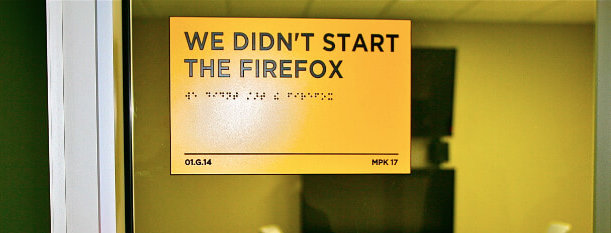 WE DIDN'T START
THE FIREFOX
01.G.14
MPK 17